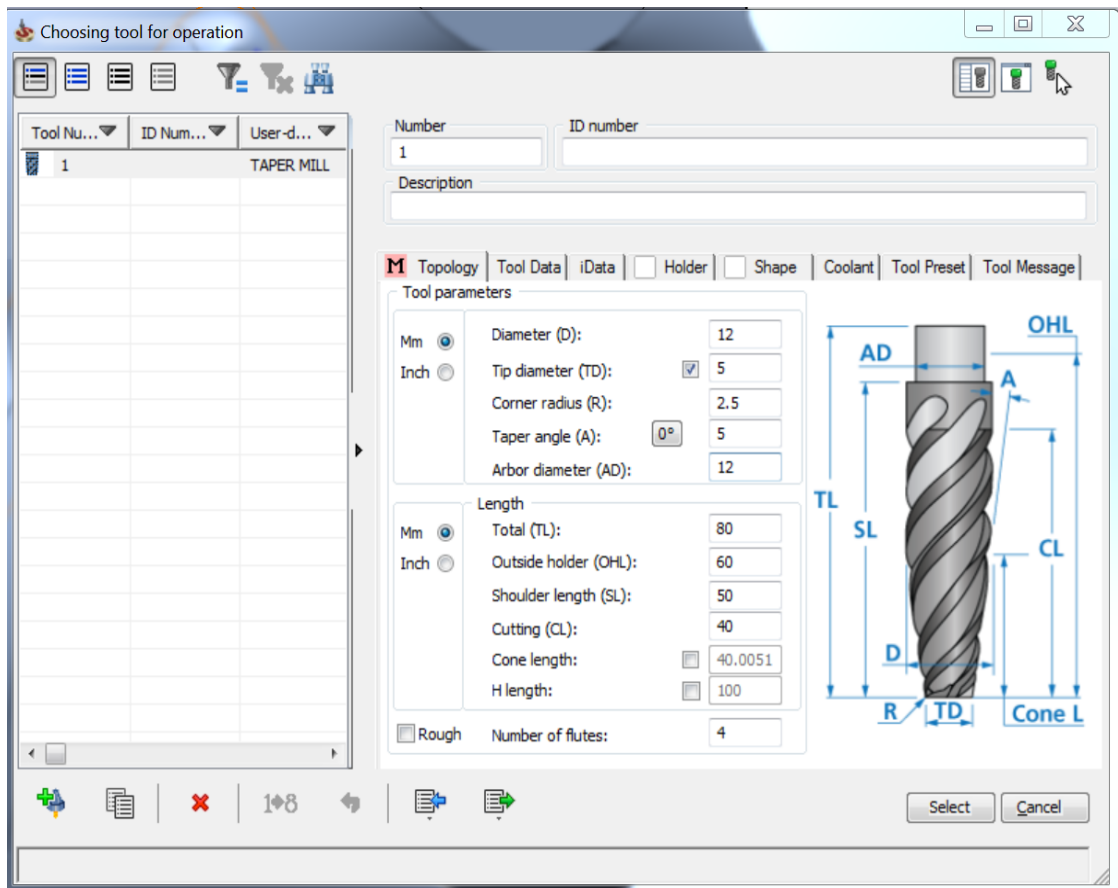 Choosing tool for operation
Tool Nu... ID Num... User-d...
1 TAPER MILL
Number ID number
1
Description
M Topology Tool Data iData Holder Shape Coolant Tool Preset Tool Message
Tool parameters
Mm Diameter (D): 12
Inch Tip diameter (TD): 5
Corner radius (R): 2.5
Taper angle (A): 0° 5
Arbor diameter (AD): 12
Length
Mm Total (TL): 80
Inch Outside holder (OHL): 60
Shoulder length (SL): 50
Cutting (CL): 40
Cone length: 40.0051
H length: 100
Rough Number of flutes: 4
OHL
AD
A
TL
SL
CL
D
R TD Cone L
1→8
Select Cancel